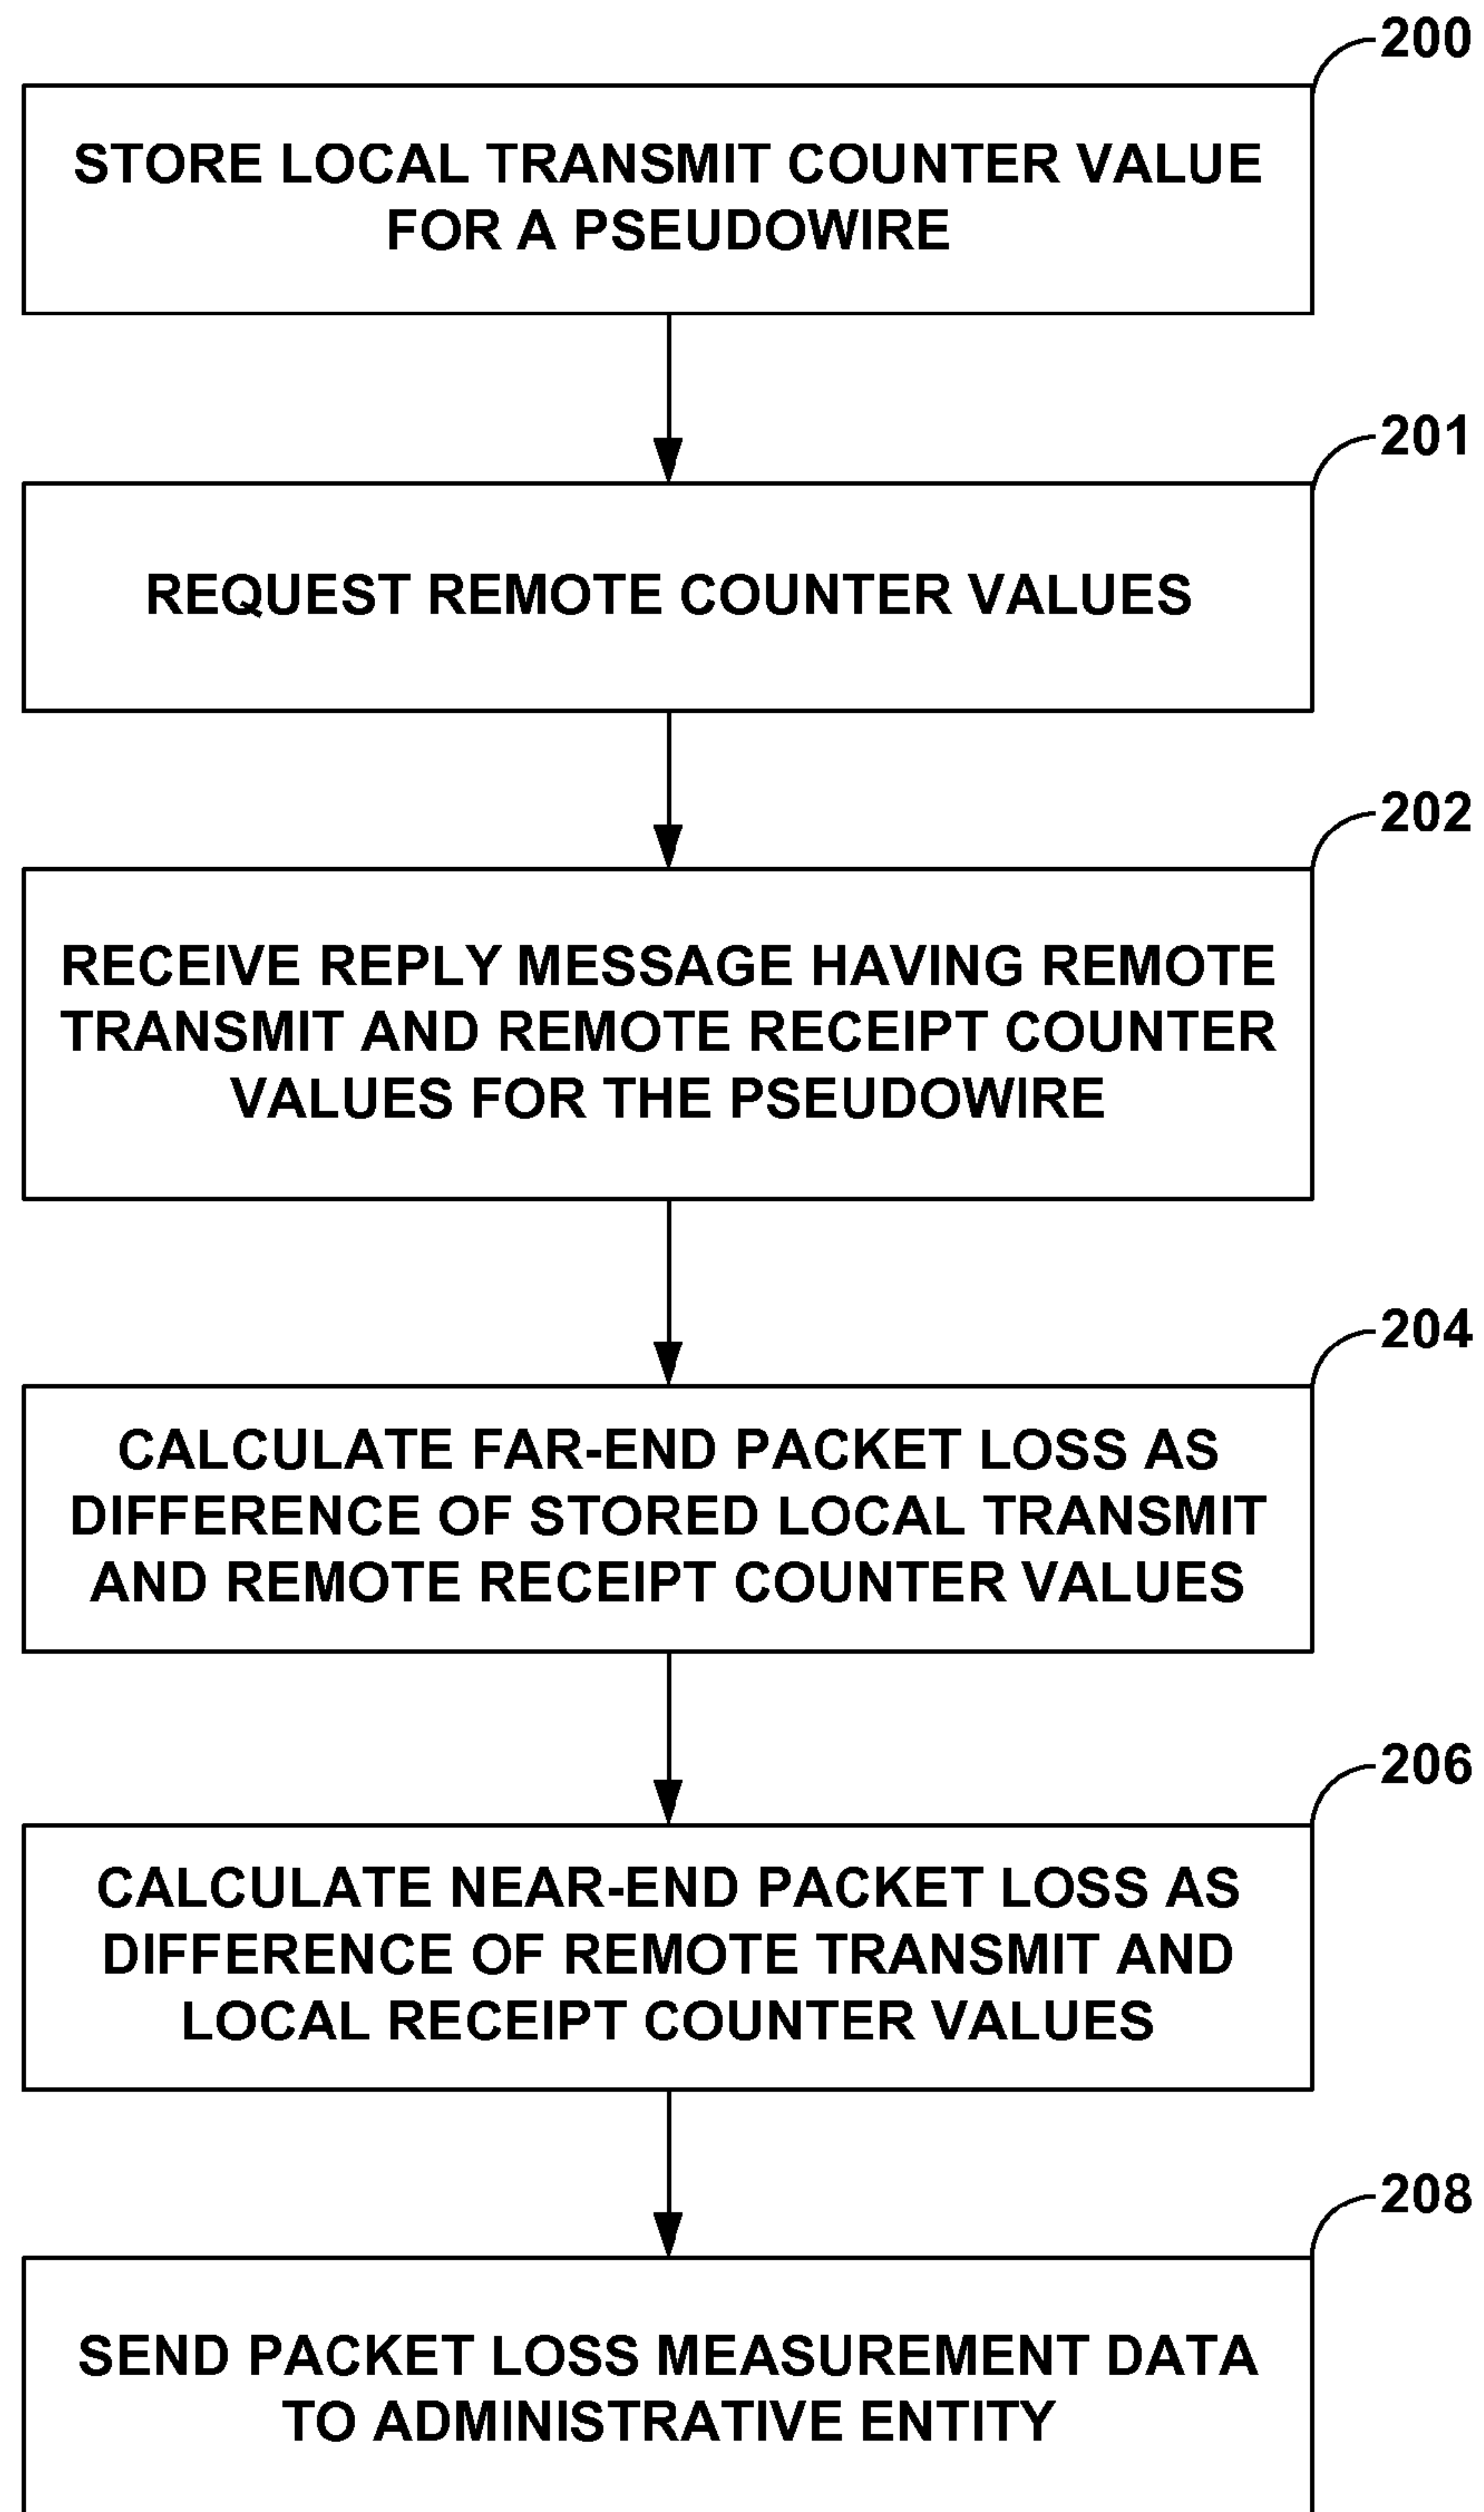 200
STORE LOCAL TRANSMIT COUNTER VALUE
FOR A PSEUDOWIRE
201
REQUEST REMOTE COUNTER VALUES
202
RECEIVE REPLY MESSAGE HAVING REMOTE
TRANSMIT AND REMOTE RECEIPT COUNTER
VALUES FOR THE PSEUDOWIRE
204
CALCULATE FAR-END PACKET LOSS AS
DIFFERENCE OF STORED LOCAL TRANSMIT
AND REMOTE RECEIPT COUNTER VALUES
206
CALCULATE NEAR-END PACKET LOSS AS
DIFFERENCE OF REMOTE TRANSMIT AND
LOCAL RECEIPT COUNTER VALUES
208
SEND PACKET LOSS MEASUREMENT DATA
TO ADMINISTRATIVE ENTITY